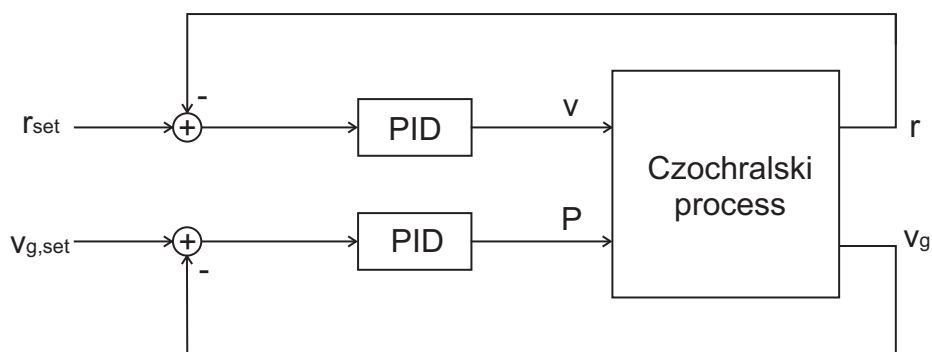 -
r_set
+
PID
v
Czochralski
process
r
v_g,set
+
-
PID
P
v_g